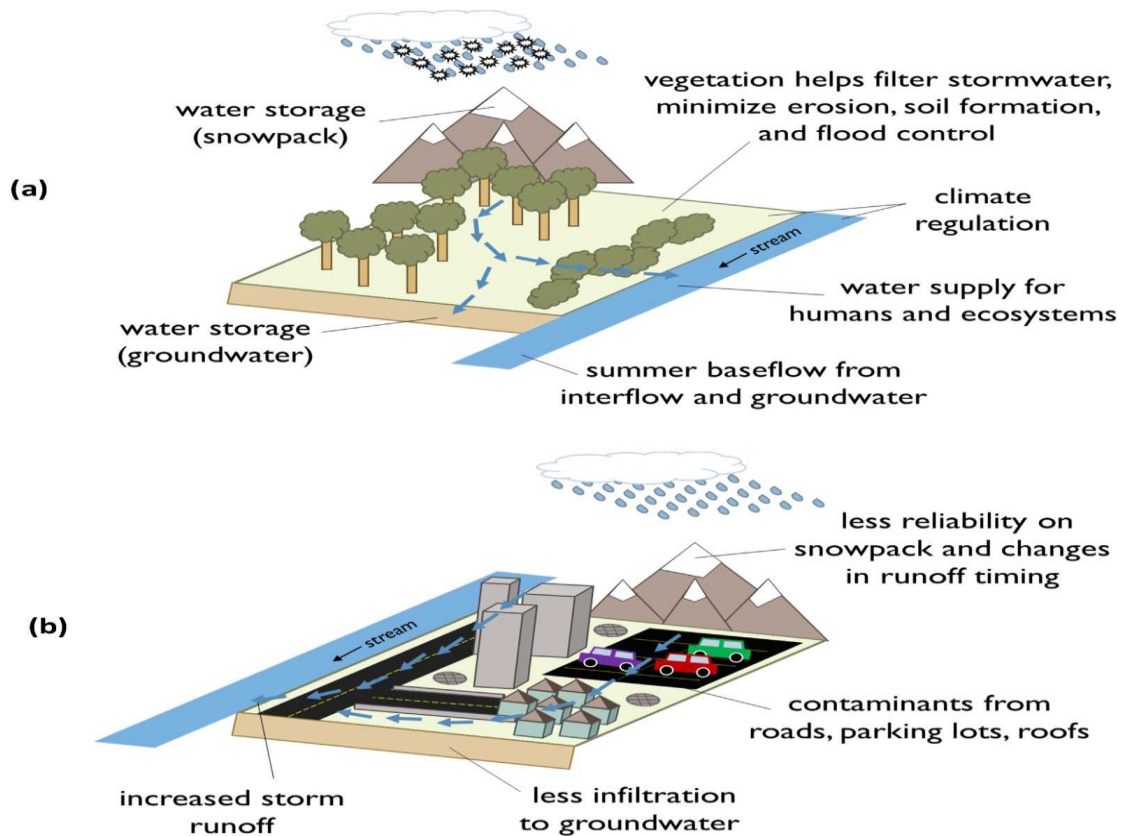 water storage
(snowpack)
vegetation helps filter stormwater,
minimize erosion, soil formation,
and flood control
(a)
climate
regulation
stream
water supply for
humans and ecosystems
water storage
(groundwater)
summer baseflow from
interflow and groundwater
less reliability on
snowpack and changes
in runoff timing
(b)
stream
contaminants from
roads, parking lots, roofs
increased storm
runoff
less infiltration
to groundwater